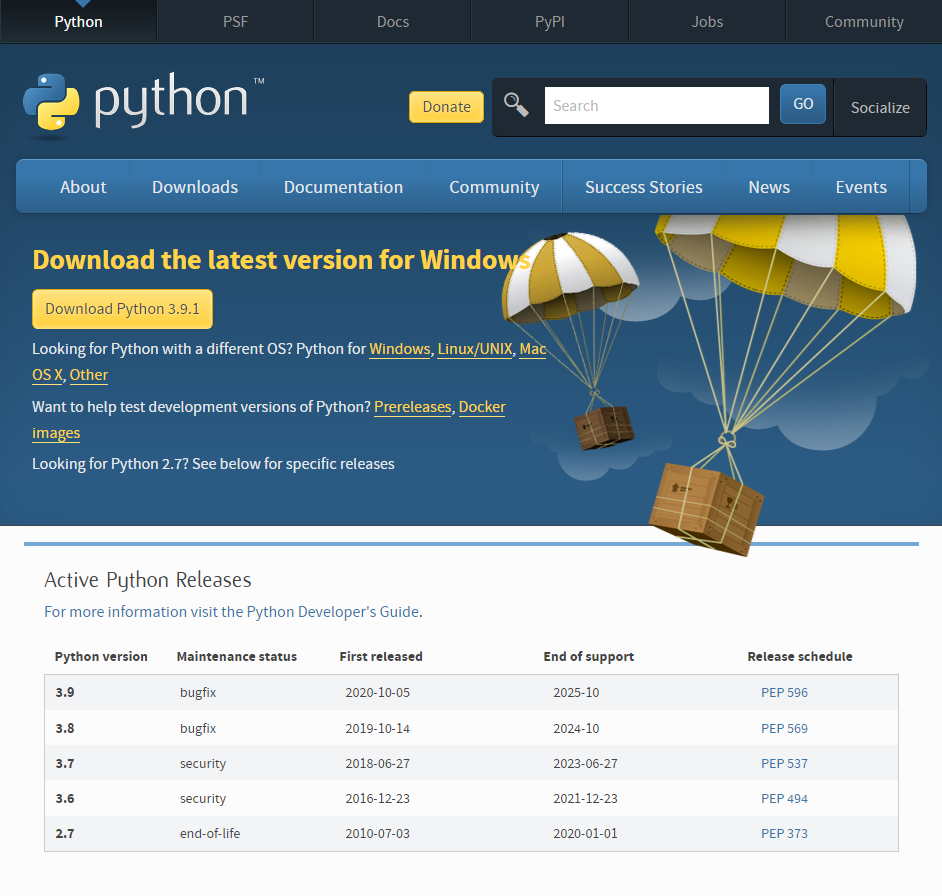 Python PSF Docs PyPI Jobs Community
python™
Donate Search GO Socialize
About Downloads Documentation Community Success Stories News Events
Download the latest version for Windows
Download Python 3.9.1
Looking for Python with a different OS? Python for Windows, Linux/UNIX, Mac
OS X, Other
Want to help test development versions of Python? Prereleases, Docker
images
Looking for Python 2.7? See below for specific releases
Active Python Releases
For more information visit the Python Developer's Guide.
Python version Maintenance status First released End of support Release schedule
3.9 bugfix 2020-10-05 2025-10 PEP 596
3.8 bugfix 2019-10-14 2024-10 PEP 569
3.7 security 2018-06-27 2023-06-27 PEP 537
3.6 security 2016-12-23 2021-12-23 PEP 494
2.7 end-of-life 2010-07-03 2020-01-01 PEP 373